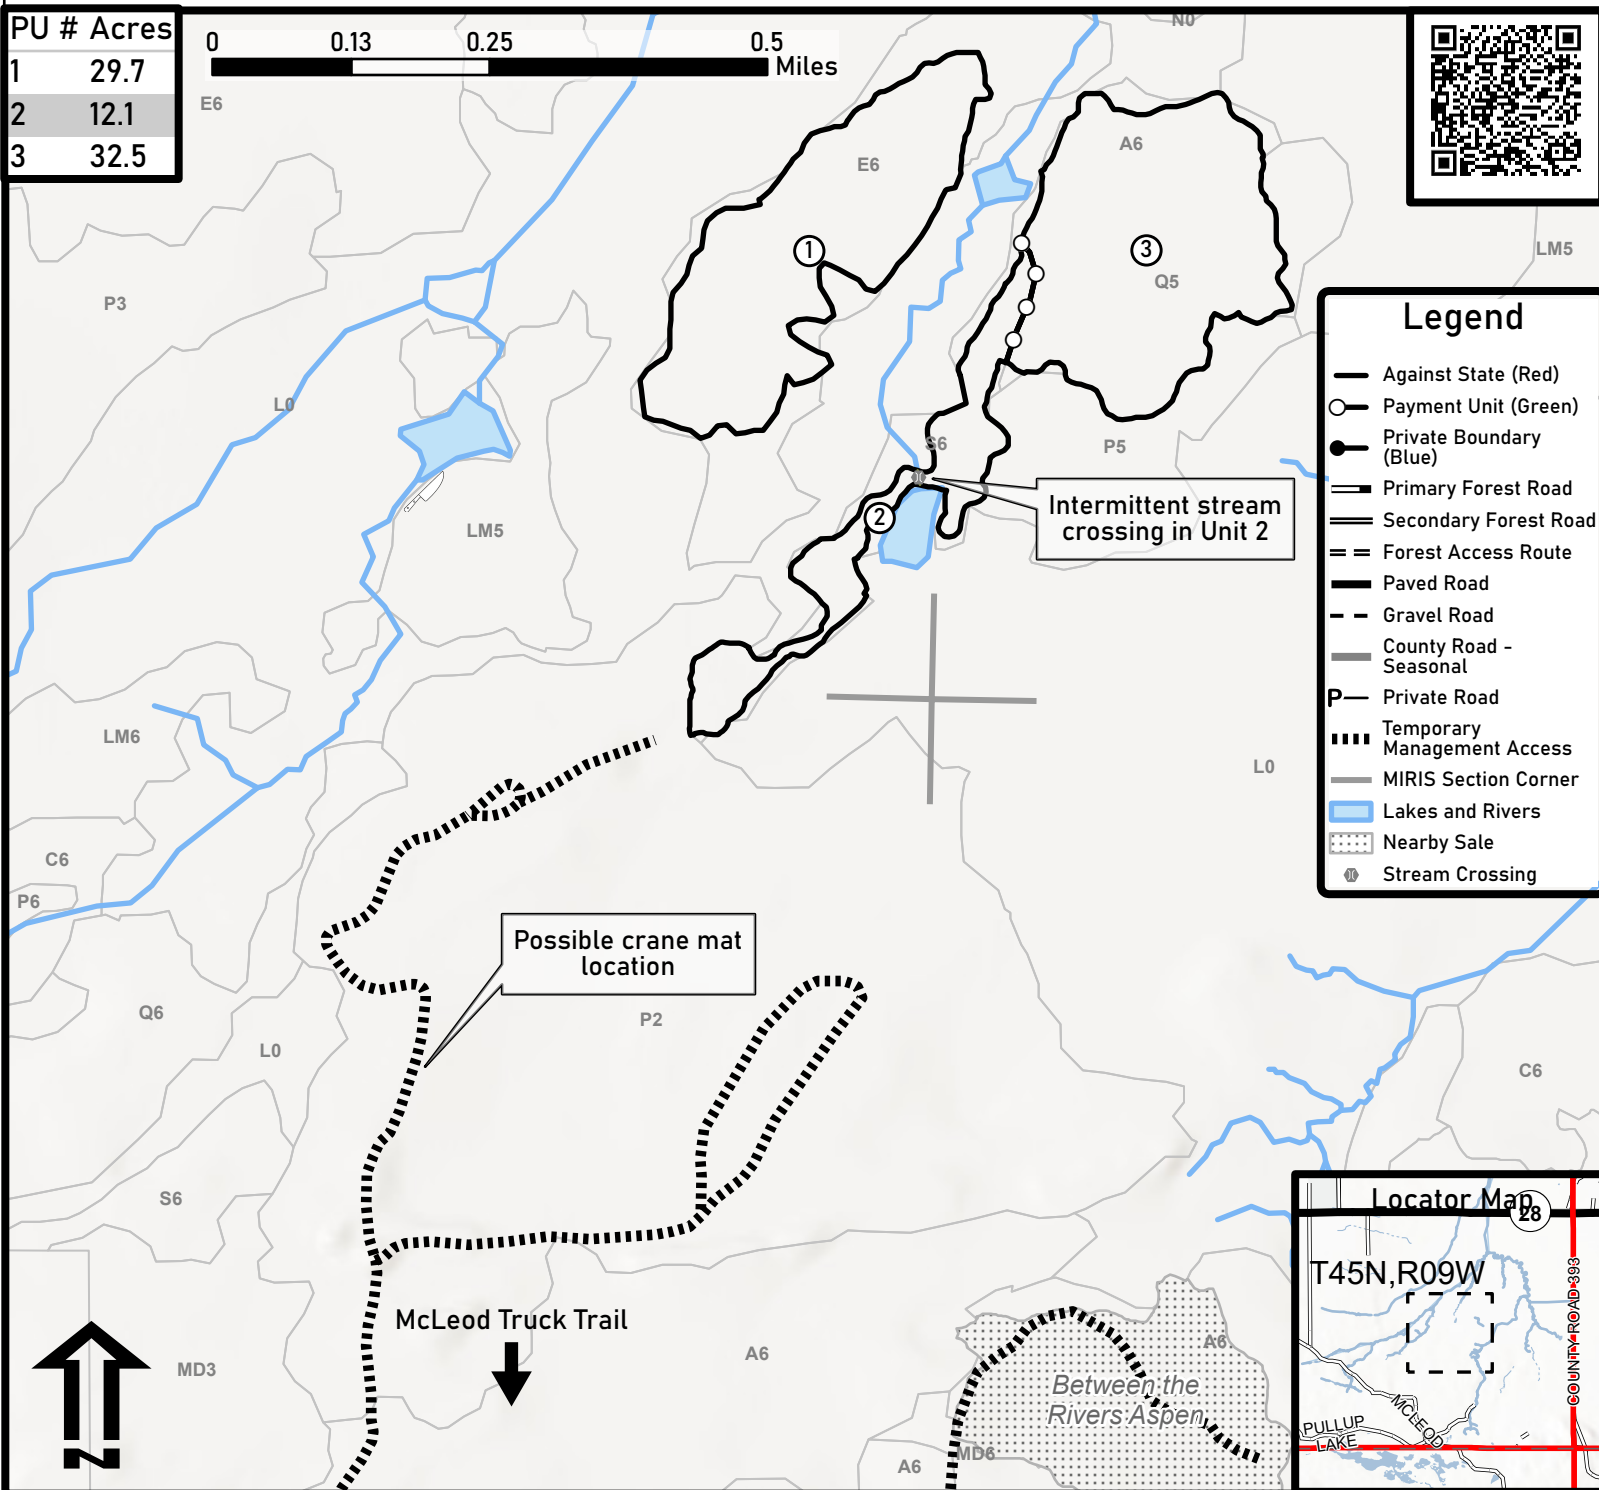 PU # Acres
1 29.7
2 12.1
3 32.5
0 0.13 0.25 0.5
Miles
N0
E6
A6
E6
LM5
1
3
Q5
P3
L0
S6
P5
LM5
2
Intermittent stream
crossing in Unit 2
Legend
Against State (Red)
Payment Unit (Green)
Private Boundary
(Blue)
Primary Forest Road
Secondary Forest Road
Forest Access Route
Paved Road
Gravel Road
County Road -
Seasonal
P Private Road
Temporary
Management Access
MIRIS Section Corner
Lakes and Rivers
Nearby Sale
Stream Crossing
LM6
L0
C6
P6
Possible crane mat
location
Q6
P2
L0
C6
S6
McLeod Truck Trail
MD3
A6
A6
Between the
Rivers Aspen
MD6
A6
N
Locator Map
28
T45N,R09W
COUNTY ROAD 393
MCLEOD
PULLUP
LAKE